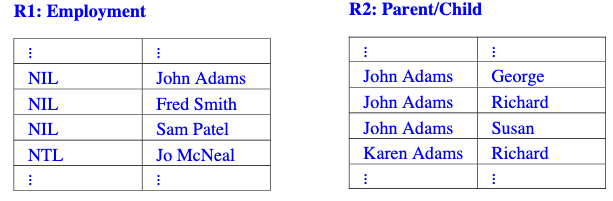 R1: Employment
⋮ ⋮
NIL John Adams
NIL Fred Smith
NIL Sam Patel
NTL Jo McNeal
⋮ ⋮
R2: Parent/Child
⋮ ⋮
John Adams George
John Adams Richard
John Adams Susan
Karen Adams Richard
⋮ ⋮